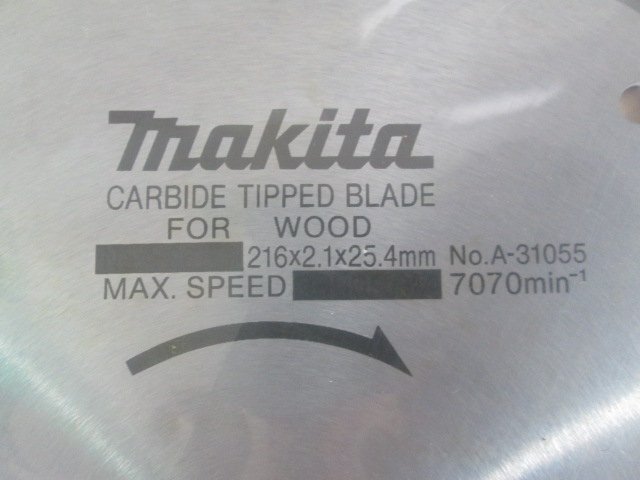 makita
CARBIDE TIPPED BLADE
FOR WOOD
216x2.1x25.4mm No.A-31055
MAX. SPEED 7070min⁻¹